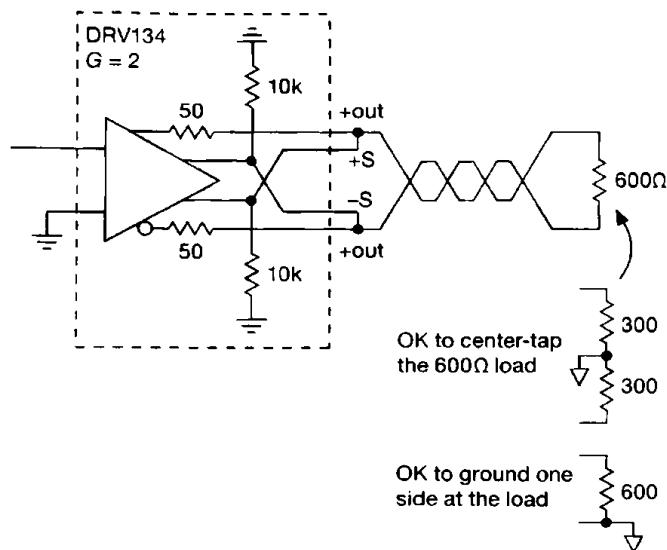 DRV134
G = 2
10k
50
+out
+S
600Ω
−S
50
+out
10k
300
OK to center-tap
the 600Ω load
300
OK to ground one
side at the load
600